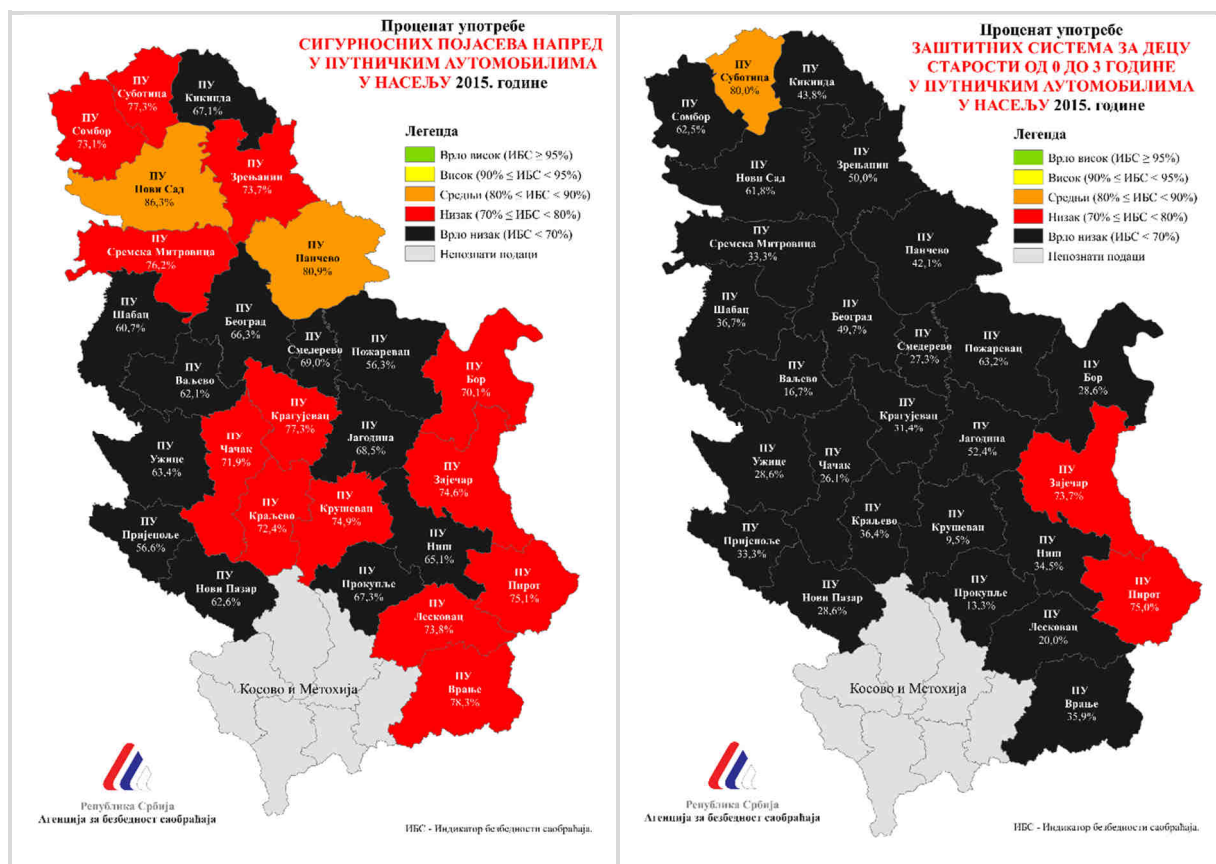 Проценат употребе
СИГУРНОСНИХ ПОЈАСЕВА НАПРЕД
У ПУТНИЧКИМ АУТОМОБИЛИМА
У НАСЕЉУ 2015. године
Легенда
Врло висок (ИБС ≥ 95%)
Висок (90% ≤ ИБС < 95%)
Средњи (80% ≤ ИБС < 90%)
Низак (70% ≤ ИБС < 80%)
Врло низак (ИБС < 70%)
Непознати подаци
ПУ
Суботица
77,3%
ПУ
Кикинда
67,1%
ПУ
Сомбор
73,1%
ПУ
Нови Сад
86,3%
ПУ
Зрењанин
73,7%
ПУ
Сремска Митровица
76,2%
ПУ
Панчево
80,9%
ПУ
Шабац
60,7%
ПУ
Београд
66,3%
ПУ
Смедерево
69,0%
ПУ
Пожаревац
56,3%
ПУ
Бор
70,1%
ПУ
Ваљево
62,1%
ПУ
Крагујевац
77,3%
ПУ
Јагодина
68,5%
ПУ
Ужице
63,4%
ПУ
Чачак
71,9%
ПУ
Зајечар
74,6%
ПУ
Краљево
72,4%
ПУ
Крушевац
74,9%
ПУ
Пријепоље
56,6%
ПУ
Ниш
65,1%
ПУ
Нови Пазар
62,6%
ПУ
Прокупље
67,3%
ПУ
Пирот
75,1%
ПУ
Лесковац
73,8%
Косово и Метохија
ПУ
Врање
78,3%
Република Србија
Агенција за безбедност саобраћаја
ИБС - Индикатор безбедности саобраћаја.
Проценат употребе
ЗАШТИТНИХ СИСТЕМА ЗА ДЕЦУ
СТАРОСТИ ОД 0 ДО 3 ГОДИНЕ
У ПУТНИЧКИМ АУТОМОБИЛИМА
У НАСЕЉУ 2015. године
Легенда
Врло висок (ИБС ≥ 95%)
Висок (90% ≤ ИБС < 95%)
Средњи (80% ≤ ИБС < 90%)
Низак (70% ≤ ИБС < 80%)
Врло низак (ИБС < 70%)
Непознати подаци
ПУ
Суботица
80,0%
ПУ
Кикинда
43,8%
ПУ
Сомбор
62,5%
ПУ
Нови Сад
61,8%
ПУ
Зрењанин
50,0%
ПУ
Сремска Митровица
33,3%
ПУ
Панчево
42,1%
ПУ
Шабац
36,7%
ПУ
Београд
49,7%
ПУ
Смедерево
27,3%
ПУ
Пожаревац
63,2%
ПУ
Бор
28,6%
ПУ
Ваљево
16,7%
ПУ
Крагујевац
31,4%
ПУ
Јагодина
52,4%
ПУ
Ужице
28,6%
ПУ
Чачак
26,1%
ПУ
Зајечар
73,7%
ПУ
Краљево
36,4%
ПУ
Крушевац
9,5%
ПУ
Пријепоље
33,3%
ПУ
Ниш
34,5%
ПУ
Нови Пазар
28,6%
ПУ
Прокупље
13,3%
ПУ
Пирот
75,0%
ПУ
Лесковац
20,0%
Косово и Метохија
ПУ
Врање
35,9%
Република Србија
Агенција за безбедност саобраћаја
ИБС - Индикатор безбедности саобраћаја.